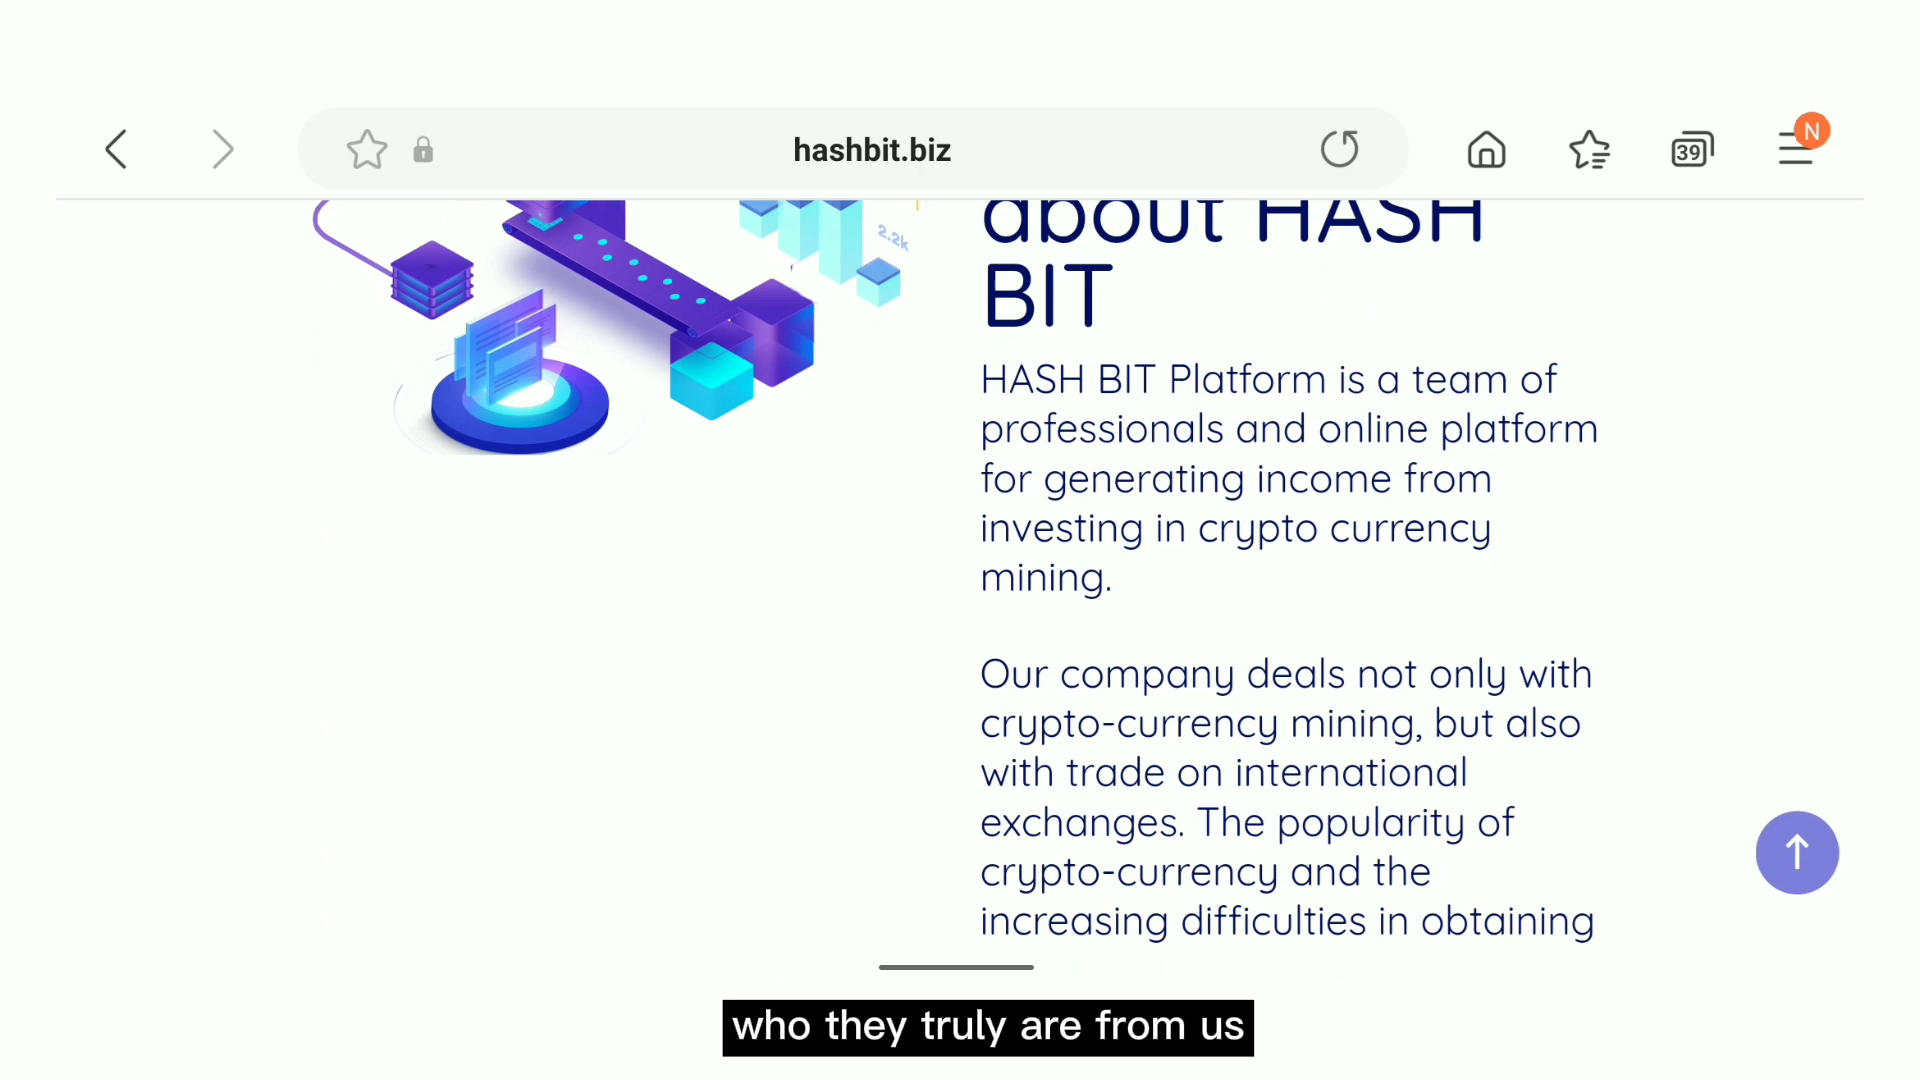 hashbit.biz
39
N
2.2k
about HASH
BIT
HASH BIT Platform is a team of
professionals and online platform
for generating income from
investing in crypto currency
mining.
Our company deals not only with
crypto-currency mining, but also
with trade on international
exchanges. The popularity of
crypto-currency and the
increasing difficulties in obtaining
who they truly are from us